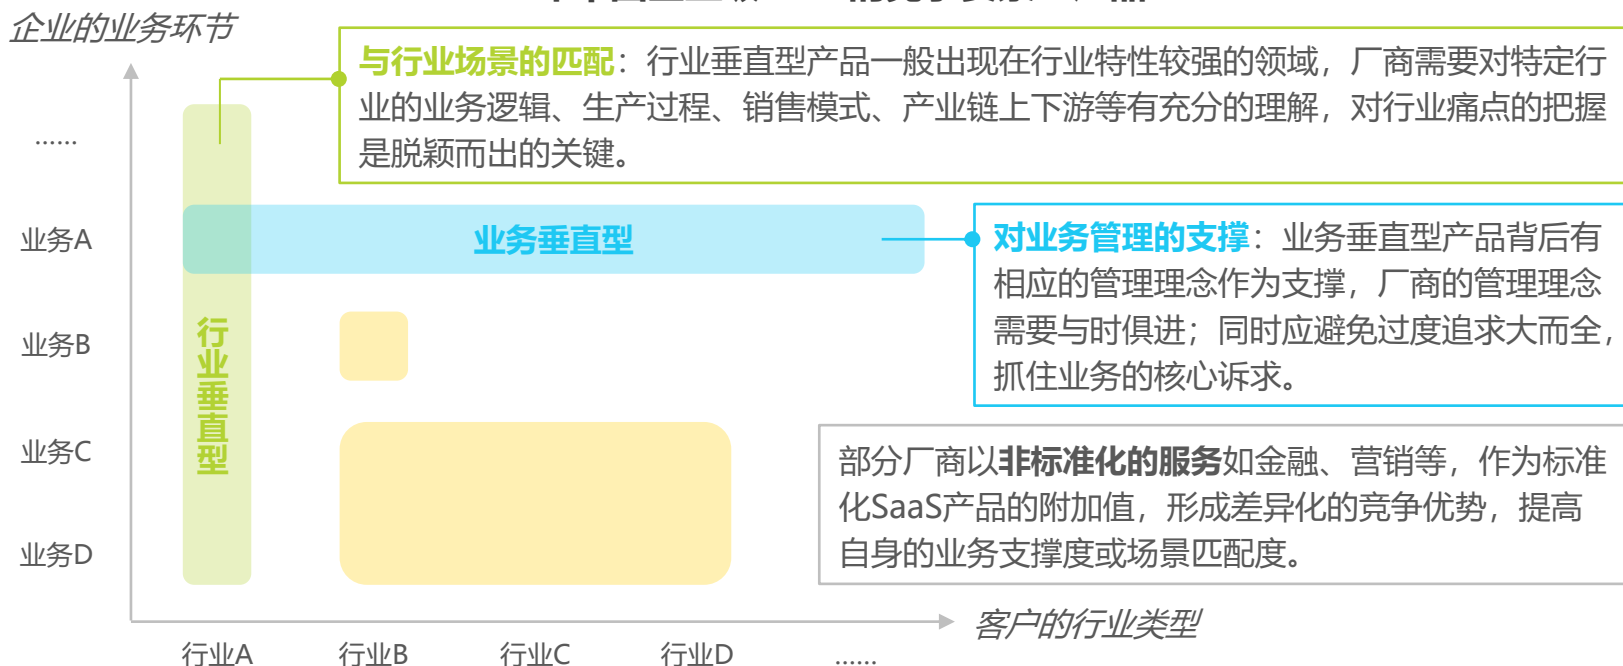 企业的业务环节
与行业场景的匹配：行业垂直型产品一般出现在行业特性较强的领域，厂商需要对特定行
业的业务逻辑、生产过程、销售模式、产业链上下游等有充分的理解，对行业痛点的把握
是脱颖而出的关键。
……
业务A
业务垂直型
对业务管理的支撑：业务垂直型产品背后有
相应的管理理念作为支撑，厂商的管理理念
需要与时俱进；同时应避免过度追求大而全，
抓住业务的核心诉求。
业务B
行业垂直型
业务C
部分厂商以非标准化的服务如金融、营销等，作为标准
化SaaS产品的附加值，形成差异化的竞争优势，提高
自身的业务支撑度或场景匹配度。
业务D
客户的行业类型
行业A
行业B
行业C
行业D
……